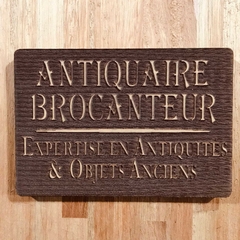 ANTIQUAIRE
BROCANTEUR
EXPERTISE EN ANTIQUITÉS
& OBJETS ANCIENS